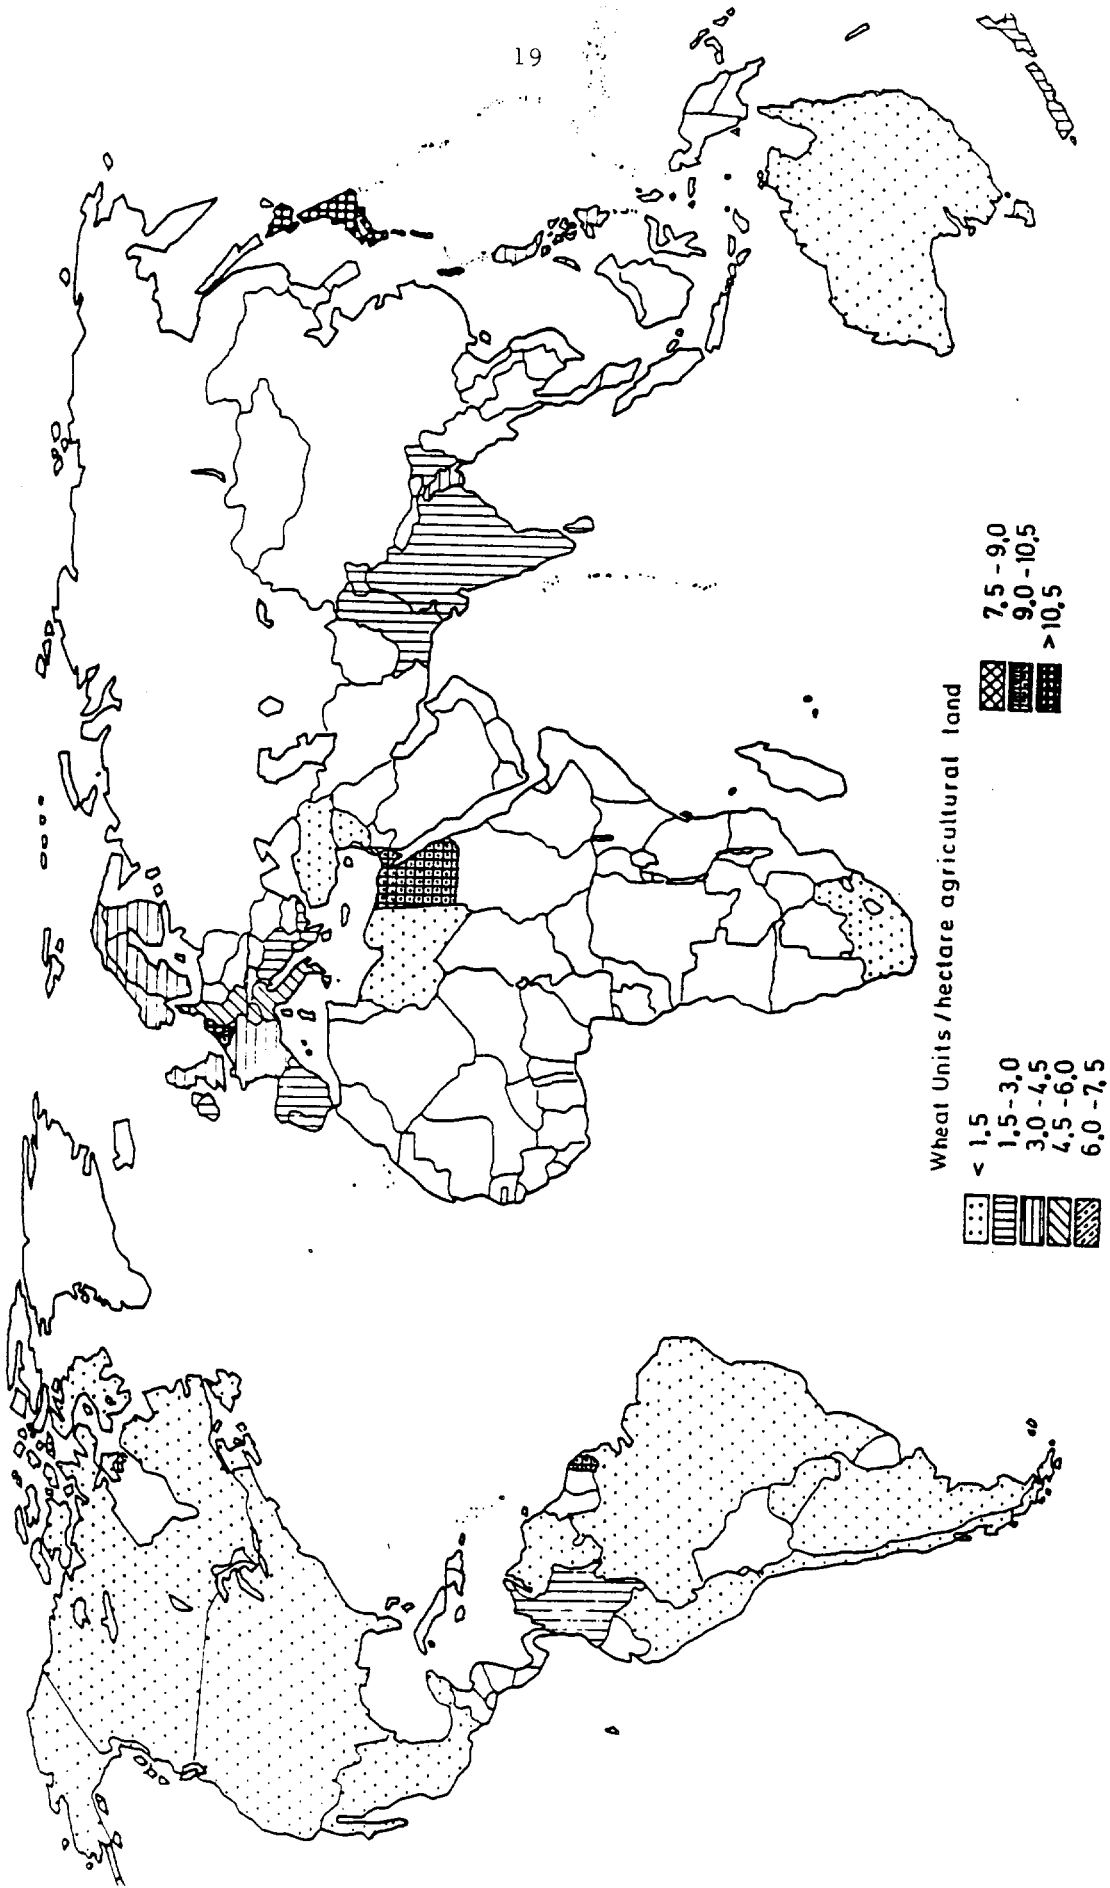 19
Wheat Units/hectare agricultural land
< 1,5
1,5 - 3,0
3,0 - 4,5
4,5 - 6,0
6,0 - 7,5
7,5 - 9,0
9,0 - 10,5
>10,5